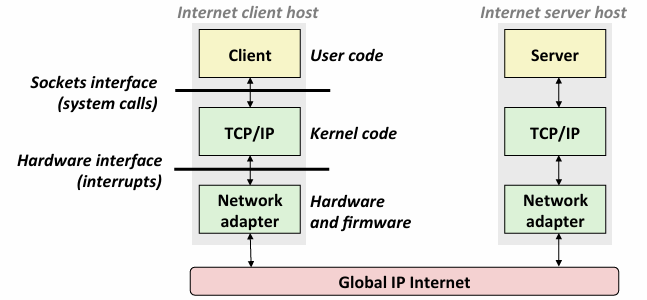 Internet client host
Internet server host
Client
User code
Server
Sockets interface
(system calls)
TCP/IP
Kernel code
TCP/IP
Hardware interface
(interrupts)
Network
adapter
Hardware
and firmware
Network
adapter
Global IP Internet